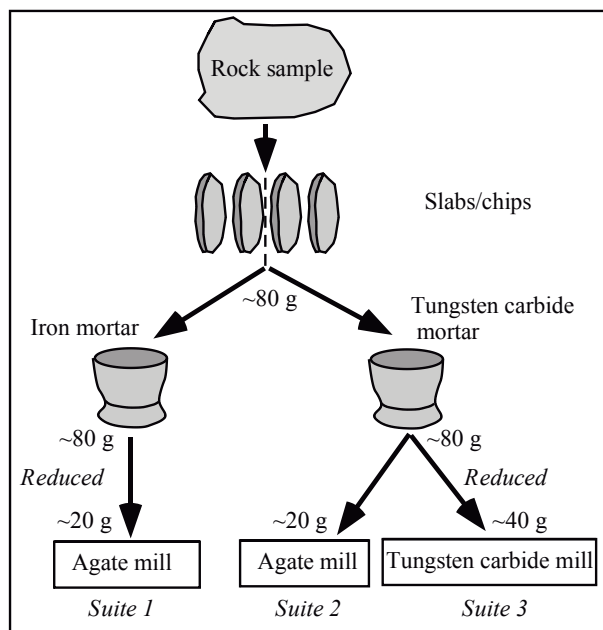 Rock sample
Slabs/chips
~80 g
Iron mortar
Tungsten carbide
mortar
~80 g
~80 g
Reduced
Reduced
~20 g
~20 g
~40 g
Agate mill
Agate mill
Tungsten carbide mill
Suite 1
Suite 2
Suite 3